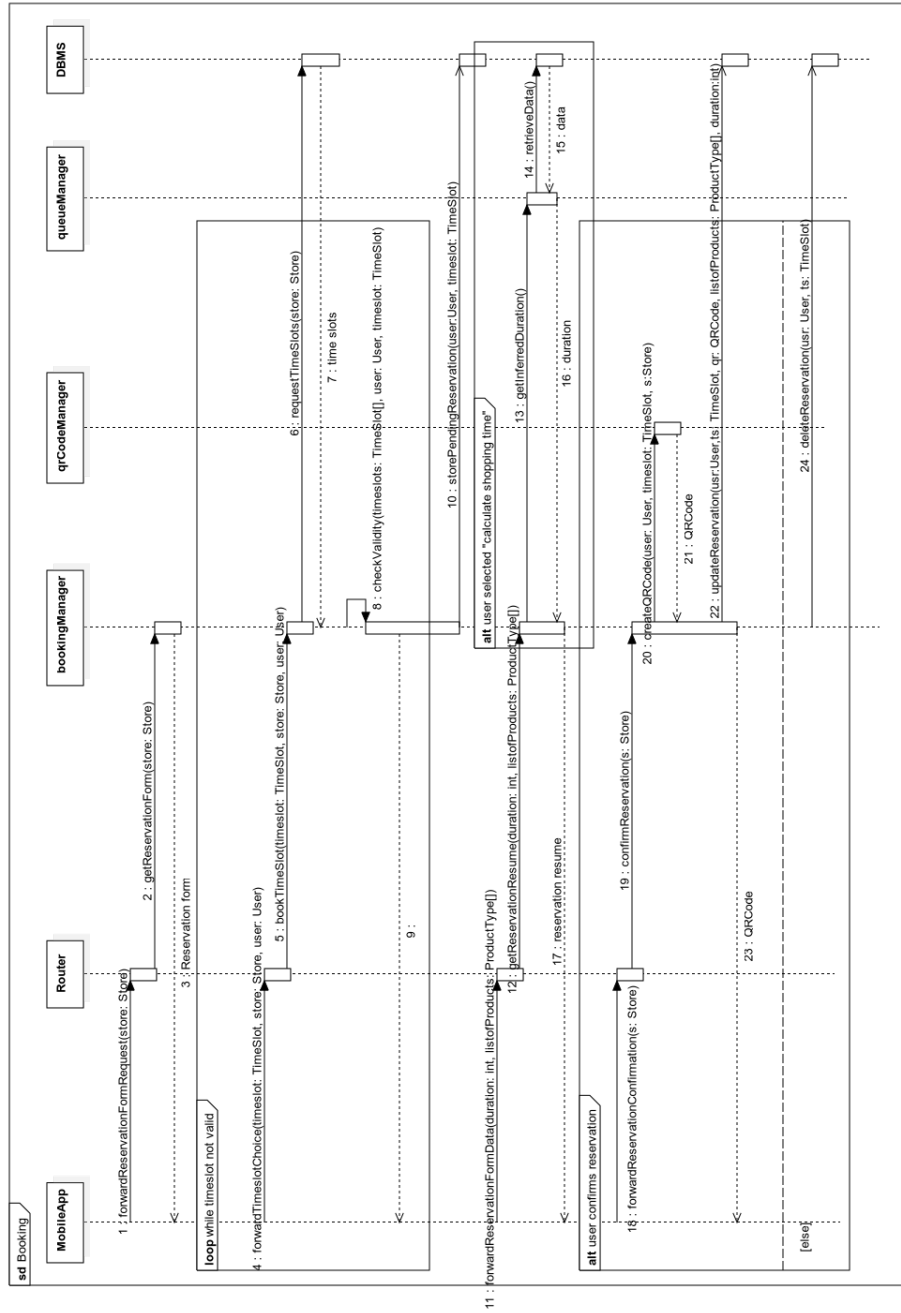 sd Booking
MobileApp
Router
bookingManager
qrCodeManager
queueManager
DBMS
1 : forwardReservationFormRequest(store: Store)
2 : getReservationForm(store: Store)
3 : Reservation form
loop while timeslot not valid
4 : forwardTimeslotChoice(timeslot: TimeSlot, store: Store, user: User)
5 : bookTimeSlot(timeslot: TimeSlot, store: Store, user: User)
6 : requestTimeSlots(store: Store)
7 : time slots
8 : checkValidity(timeslots: TimeSlot[], user: User, timeslot: TimeSlot)
9 :
10 : storePendingReservation(user:User, timeslot: TimeSlot)
alt user selected "calculate shopping time"
11 : forwardReservationFormData(duration: int, listofProducts: ProductType[])
12 : getReservationResume(duration: int, listofProducts: ProductType[])
13 : getInferredDuration()
14 : retrieveData()
15 : data
16 : duration
17 : reservation resume
alt user confirms reservation
18 : forwardReservationConfirmation(s: Store)
19 : confirmReservation(s: Store)
20 : createQRCode(user: User, timeslot: TimeSlot, s:Store)
21 : QRCode
22 : updateReservation(usr:User,ts: TimeSlot, qr: QRCode, listofProducts: ProductType[], duration:int)
23 : QRCode
[else]
24 : deleteReservation(usr: User, ts: TimeSlot)